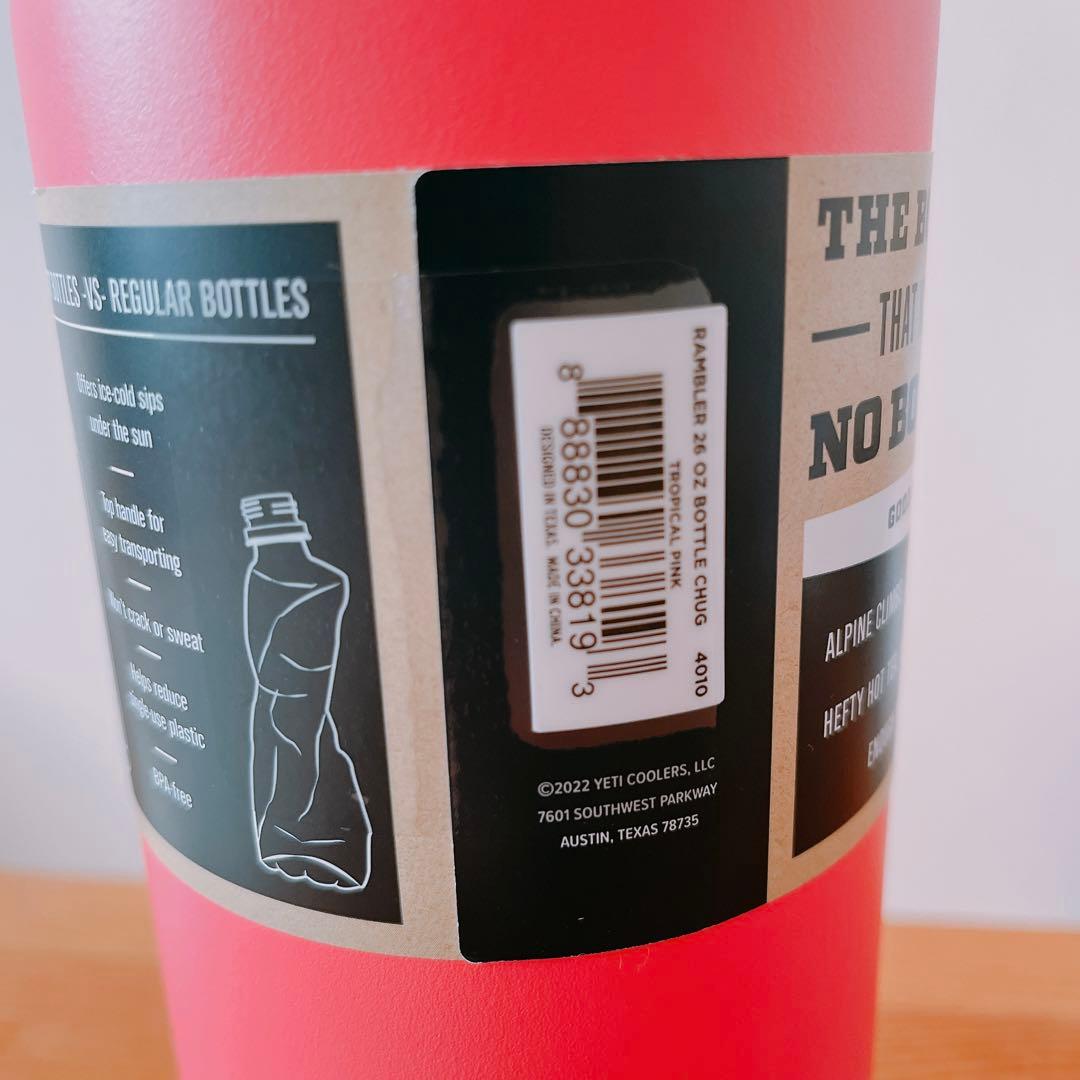 BOTTLES -VS- REGULAR BOTTLES
Offers ice-cold sips
under the sun
Top handle for
easy transporting
Won't crack or sweat
Helps reduce
single-use plastic
BPA-free
RAMBLER 26 OZ BOTTLE CHUG 4010
TROPICAL PINK
8 88830 33819 3
DESIGNED IN TEXAS. MADE IN CHINA.
©2022 YETI COOLERS, LLC
7601 SOUTHWEST PARKWAY
AUSTIN, TEXAS 78735
THE
THAT
NO
ALPINE
HEFTY HOT